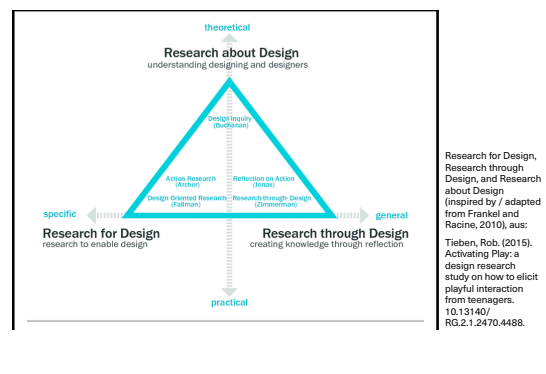 theoretical
Research about Design
understanding designing and designers
Design Inquiry
(Buchanan)
Action Research
(Archer)
Reflection on Action
(Jonas)
Design Oriented Research
(Fallman)
Research-through- Design
(Zimmerman)
specific
general
Research for Design
research to enable design
Research through Design
creating knowledge through reflection
practical
Research for Design,
Research through
Design, and Research
about Design
(inspired by / adapted
from Frankel and
Racine, 2010), aus:
Tieben, Rob. (2015).
Activating Play: a
design research
study on how to elicit
playful interaction
from teenagers.
10.13140/
RG.2.1.2470.4488.